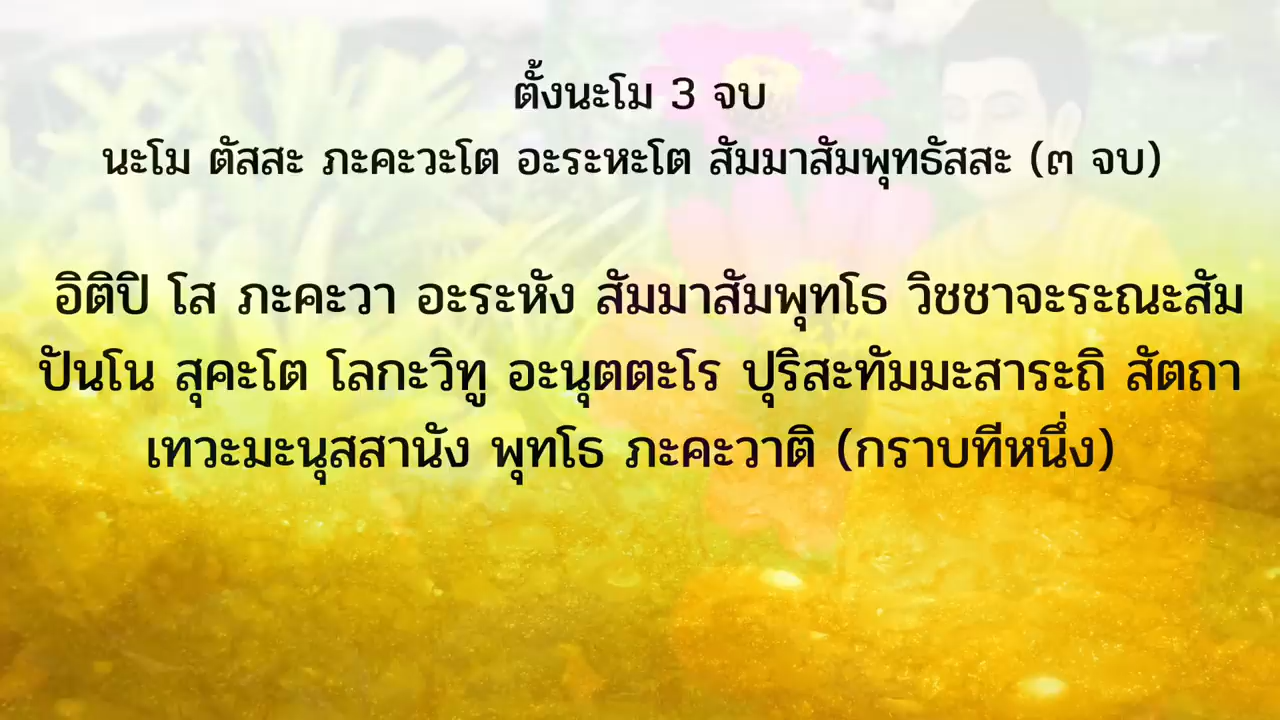 ตั้งนะโม 3 จบ
นะโม ตัสสะ ภะคะวะโต อะระหะโต สัมมาสัมพุทธัสสะ (๓ จบ)
อิติปิ โส ภะคะวา อะระหัง สัมมาสัมพุทโธ วิชชาจะระณะสัม
ปันโน สุคะโต โลกะวิทู อะนุตตะโร ปุริสะทัมมะสาระถิ สัตถา
เทวะมะนุสสานัง พุทโธ ภะคะวาติ (กราบทีหนึ่ง)